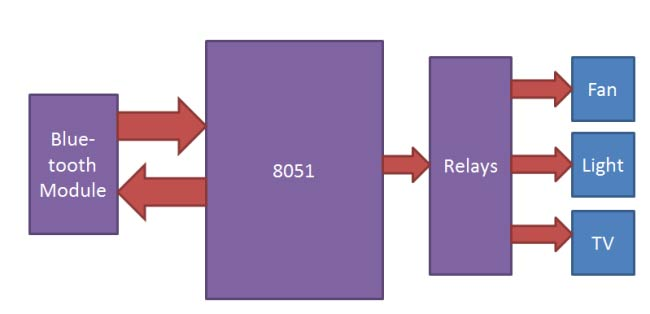 Blue-
tooth
Module
8051
Relays
Fan
Light
TV